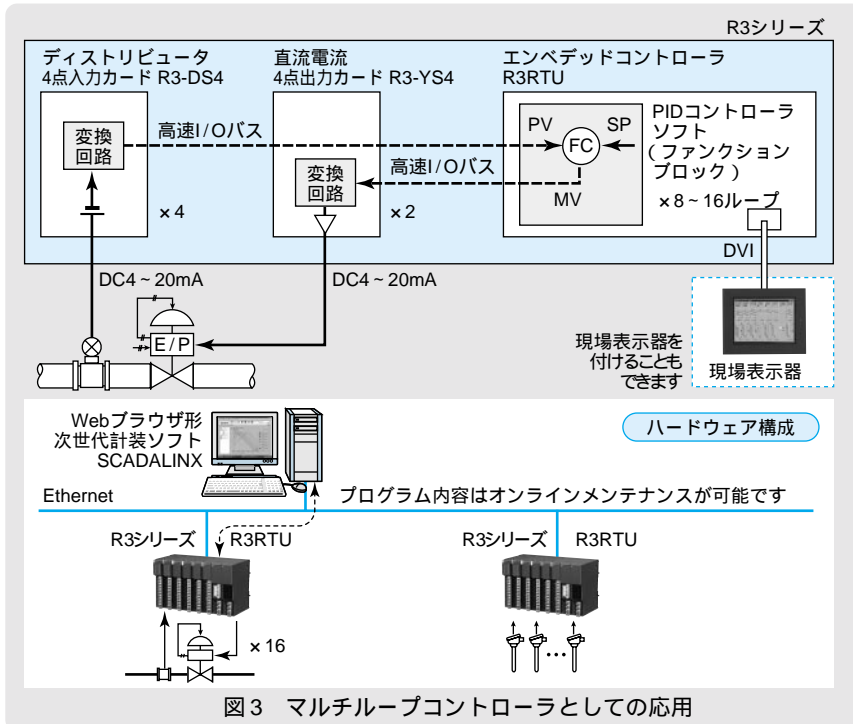 R3シリーズ
ディストリビュータ
4点入力カード R3-DS4
直流電流
4点出力カード R3-YS4
エンベデッドコントローラ
R3RTU
変換
回路
高速I/Oバス
PV
SP
FC
MV
PIDコントローラ
ソフト
(ファンクション
ブロック)
×8~16ループ
変換
回路
高速I/Oバス
×4
×2
DVI
DC4~20mA
DC4~20mA
E/P
現場表示器を
付けることも
できます
現場表示器
Webブラウザ形
次世代計装ソフト
SCADALINX
ハードウェア構成
Ethernet
プログラム内容はオンラインメンテナンスが可能です
R3シリーズ
R3RTU
R3シリーズ
R3RTU
×16
図3 マルチループコントローラとしての応用